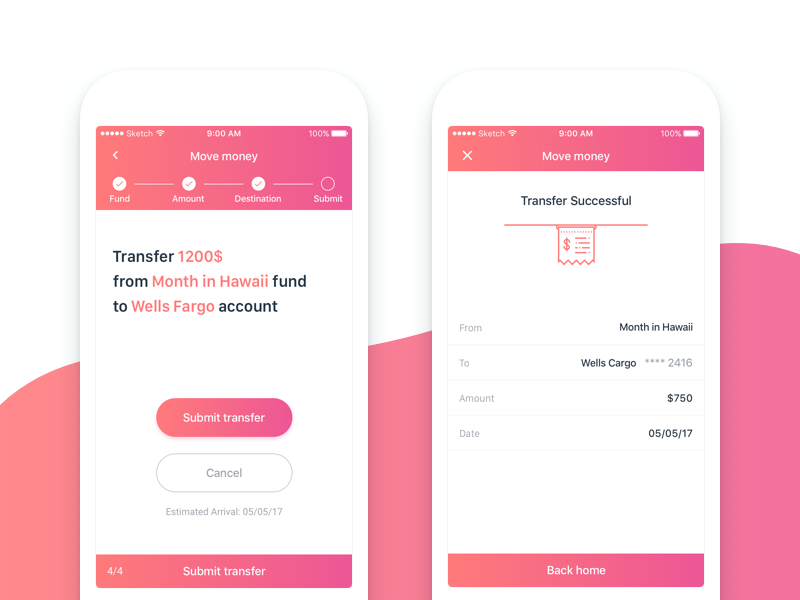 Sketch 9:00 AM 100%
Move money
Fund Amount Destination Submit
Transfer 1200$
from Month in Hawaii fund
to Wells Fargo account
Submit transfer
Cancel
Estimated Arrival: 05/05/17
4/4 Submit transfer
Sketch 9:00 AM 100%
Move money
Transfer Successful
$
From Month in Hawaii
To Wells Cargo **** 2416
Amount $750
Date 05/05/17
Back home